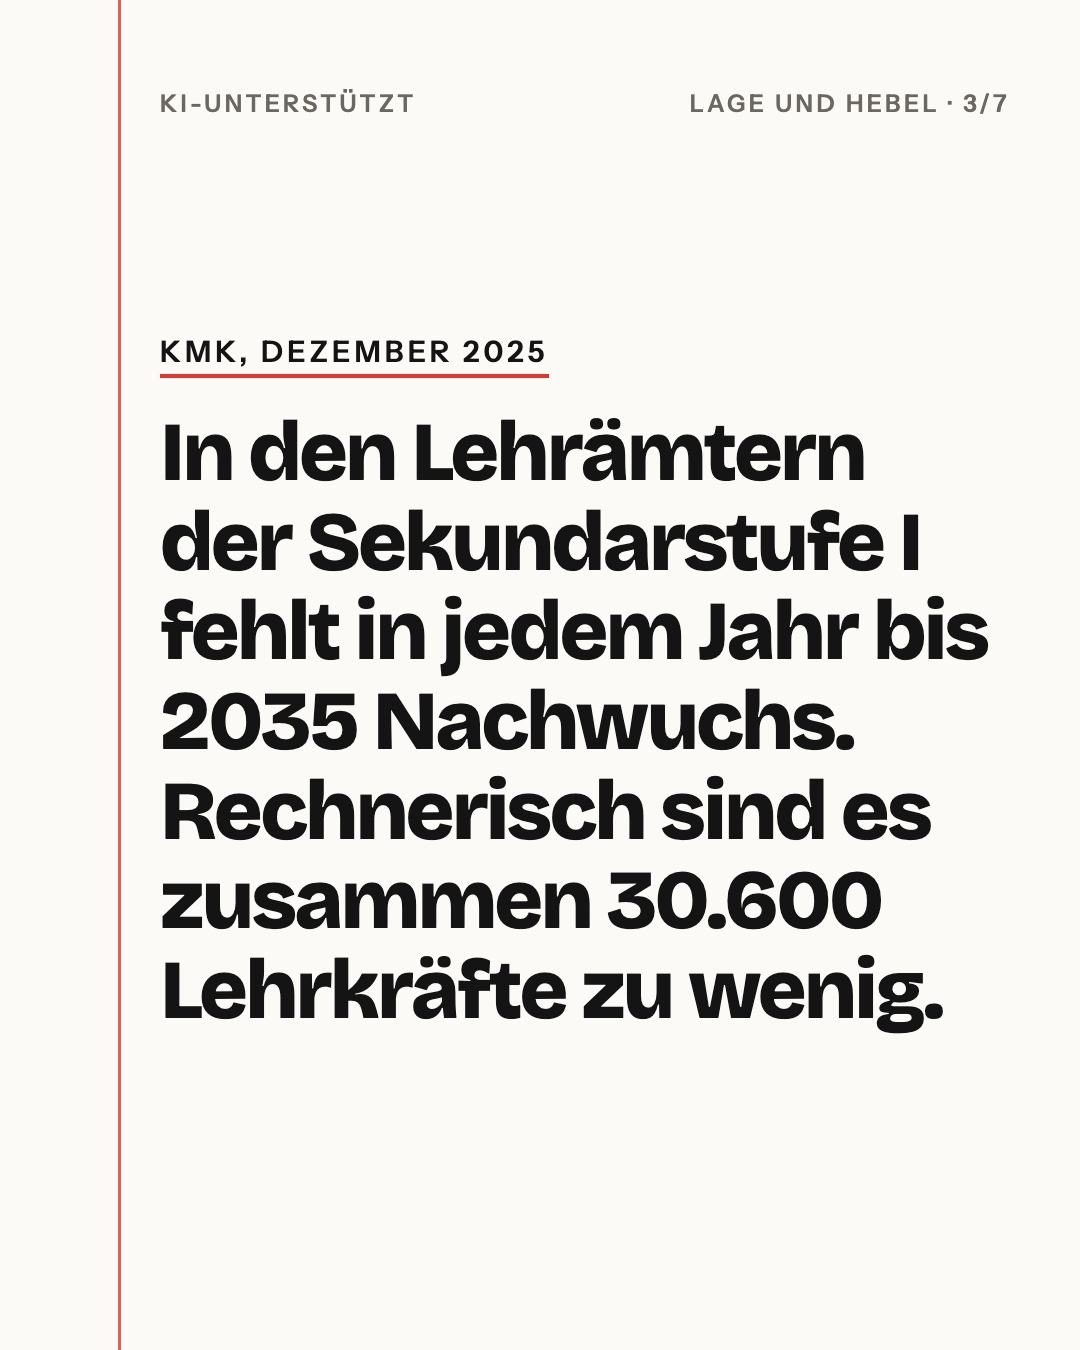 KI-UNTERSTÜTZT
LAGE UND HEBEL · 3/7
KMK, DEZEMBER 2025
In den Lehrämtern
der Sekundarstufe I
fehlt in jedem Jahr bis
2035 Nachwuchs.
Rechnerisch sind es
zusammen 30.600
Lehrkräfte zu wenig.